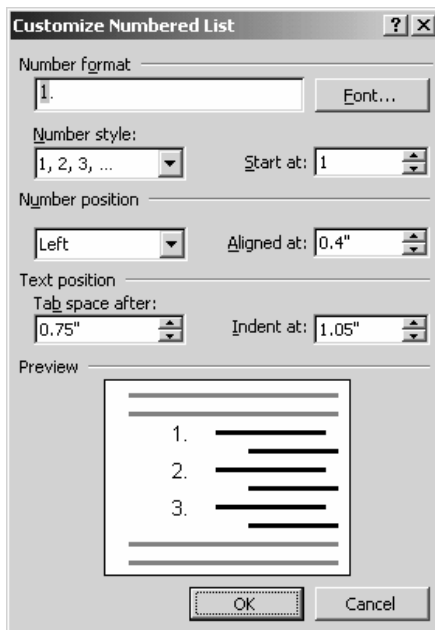 Customize Numbered List
Number format
1.
Font...
Number style:
1, 2, 3, ...
Start at: 1
Number position
Left
Aligned at: 0.4"
Text position
Tab space after:
0.75"
Indent at: 1.05"
Preview
1.
2.
3.
OK
Cancel